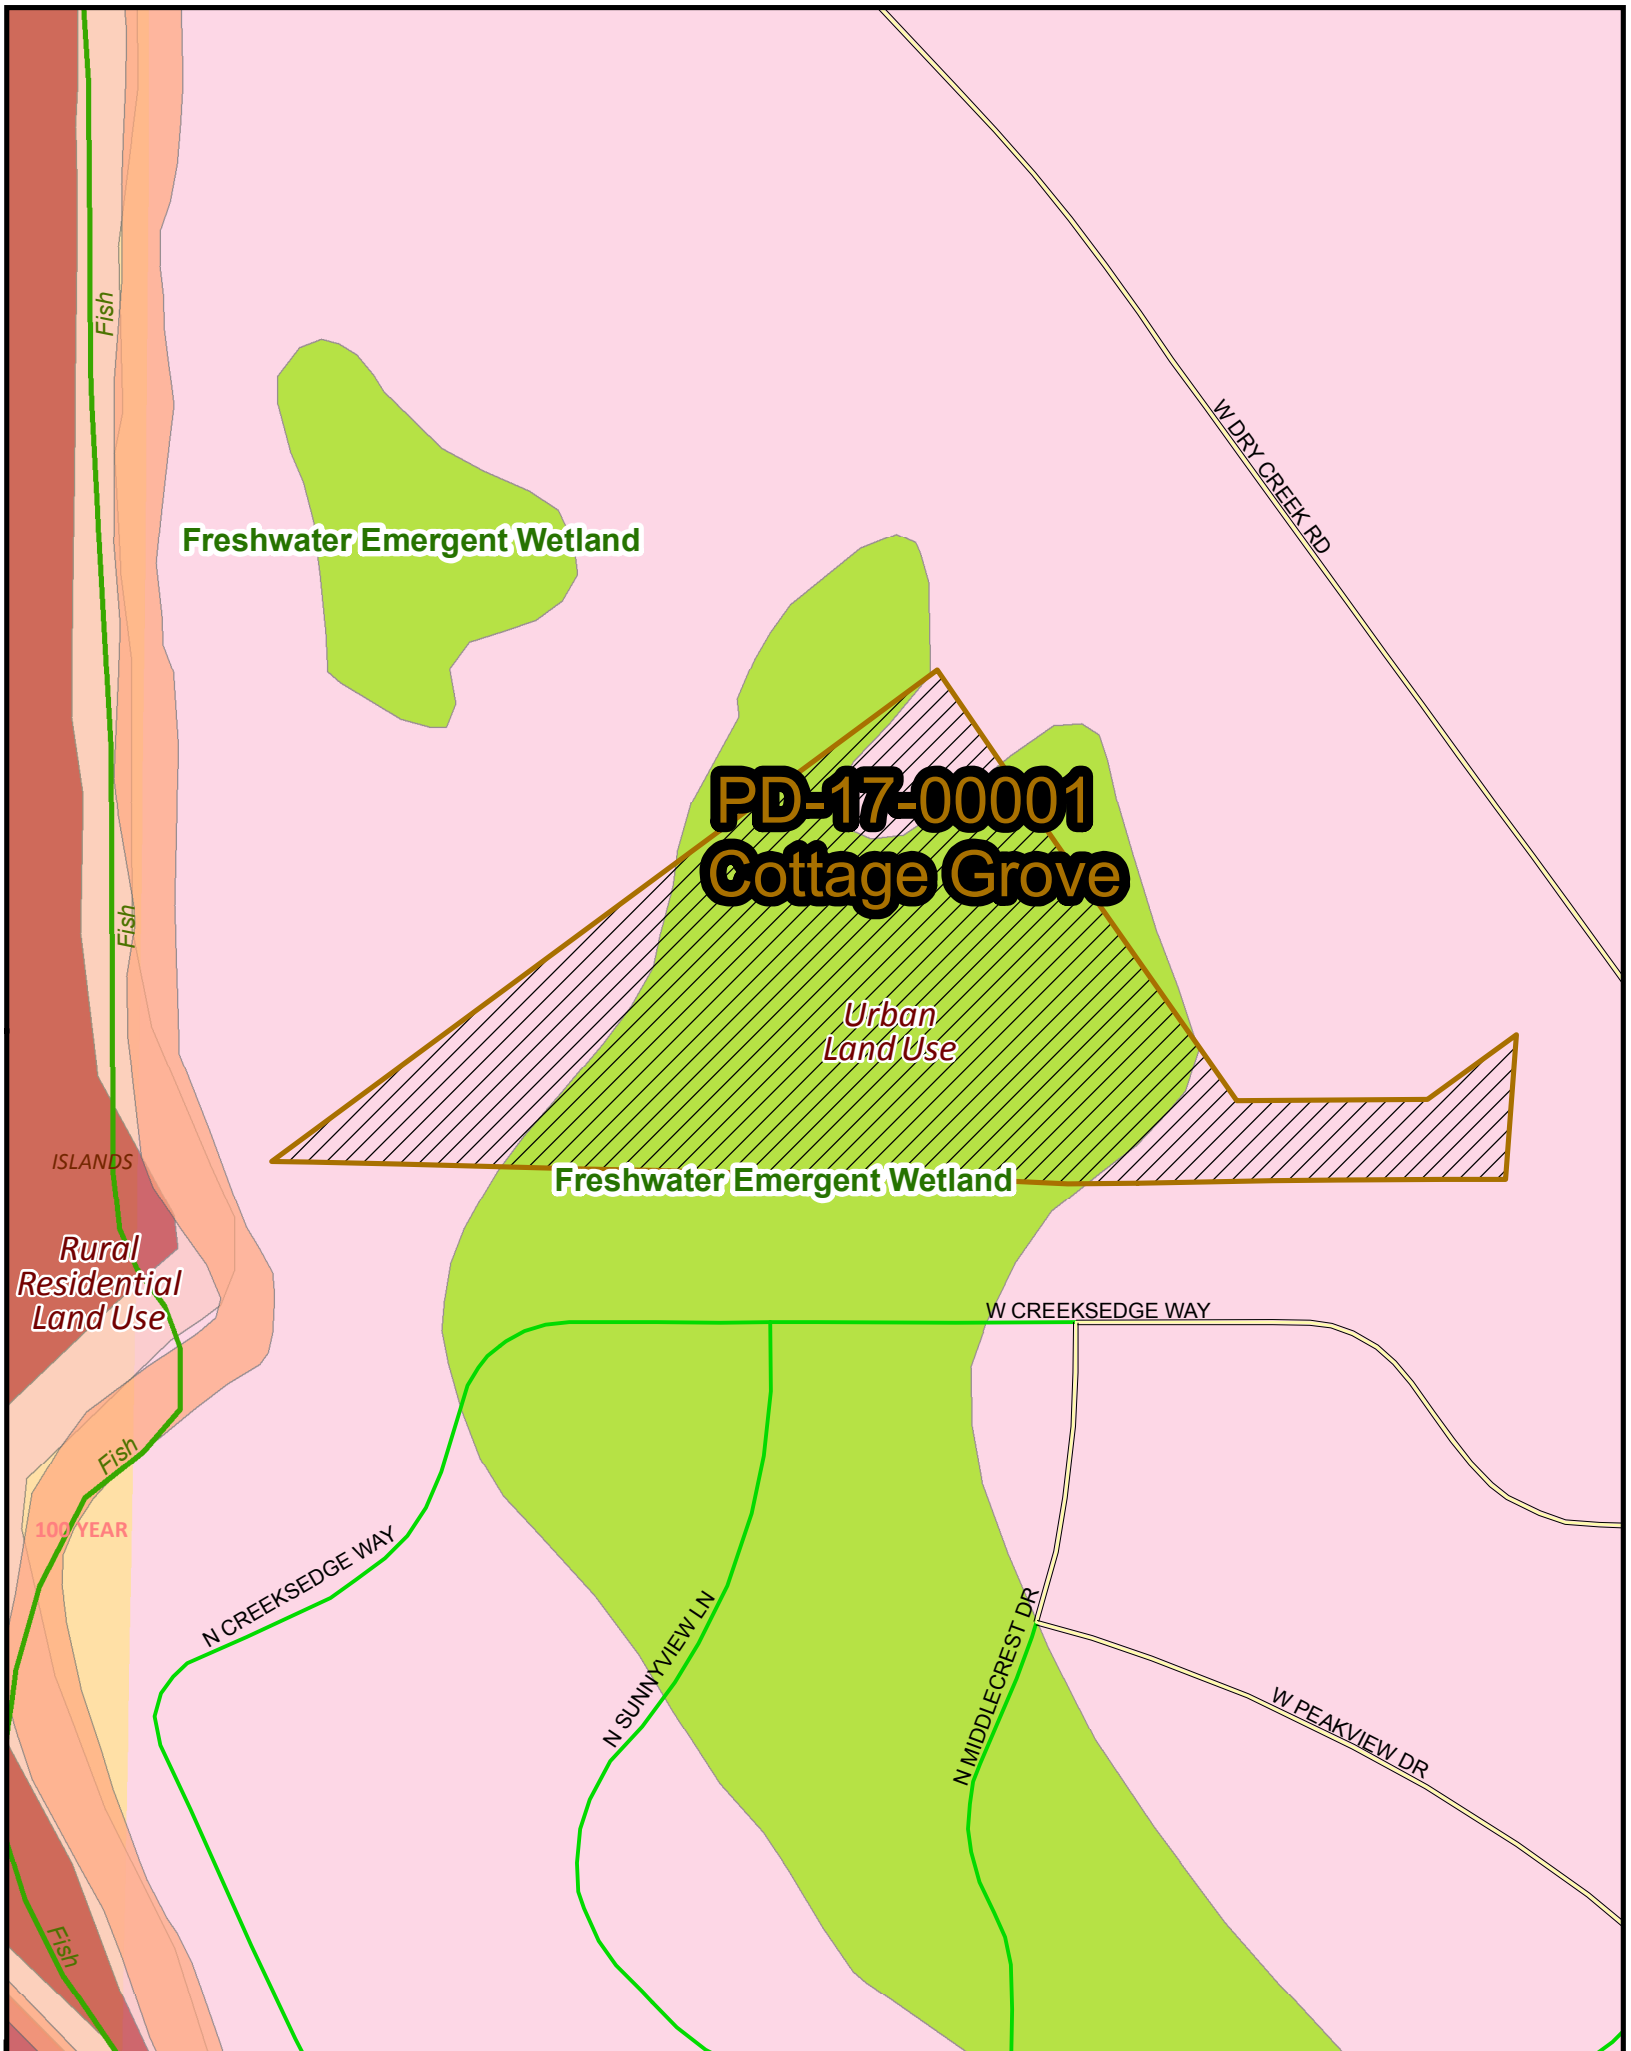 Fish
W DRY CREEK RD
Freshwater Emergent Wetland
PD-17-00001
Cottage Grove
Fish
Urban
Land Use
ISLANDS
Freshwater Emergent Wetland
Rural
Residential
Land Use
W CREEKSEDGE WAY
Fish
100 YEAR
N CREEKSEDGE WAY
N SUNNYVIEW LN
N MIDDLECREST DR
W PEAKVIEW DR
Fish